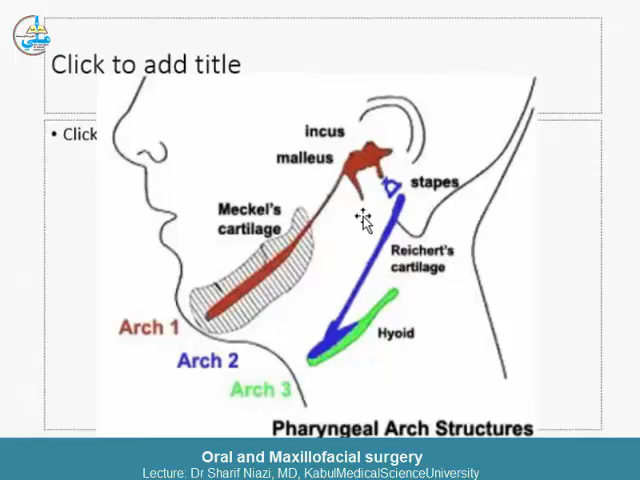 Click to add title
• Click
incus
malleus
stapes
Meckel's
cartilage
Reichert's
cartilage
Arch 1
Hyoid
Arch 2
Arch 3
Pharyngeal Arch Structures
Oral and Maxillofacial surgery
Lecture: Dr Sharif Niazi, MD, KabulMedicalScienceUniversity